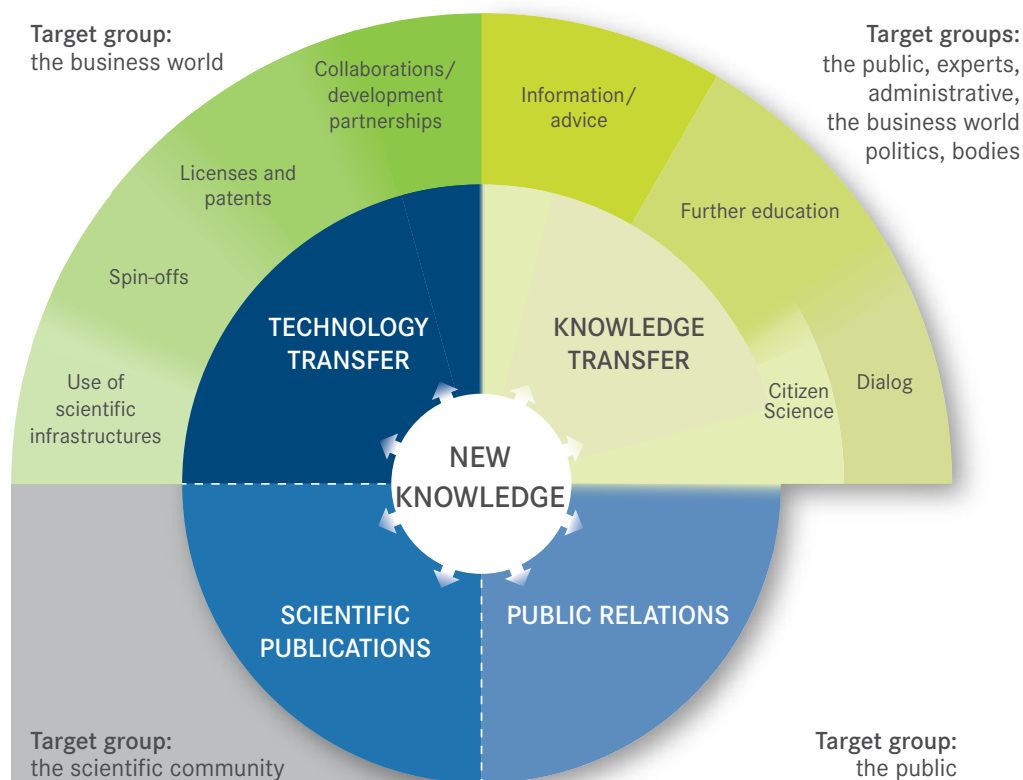 Target group:
the business world
Target groups:
the public, experts,
administrative,
the business world
politics, bodies
Collaborations/
development
partnerships
Information/
advice
Licenses and
patents
Further education
Spin-offs
Use of
scientific
infrastructures
TECHNOLOGY
TRANSFER
KNOWLEDGE
TRANSFER
Citizen
Science
Dialog
NEW
KNOWLEDGE
SCIENTIFIC
PUBLICATIONS
PUBLIC RELATIONS
Target group:
the scientific community
Target group:
the public